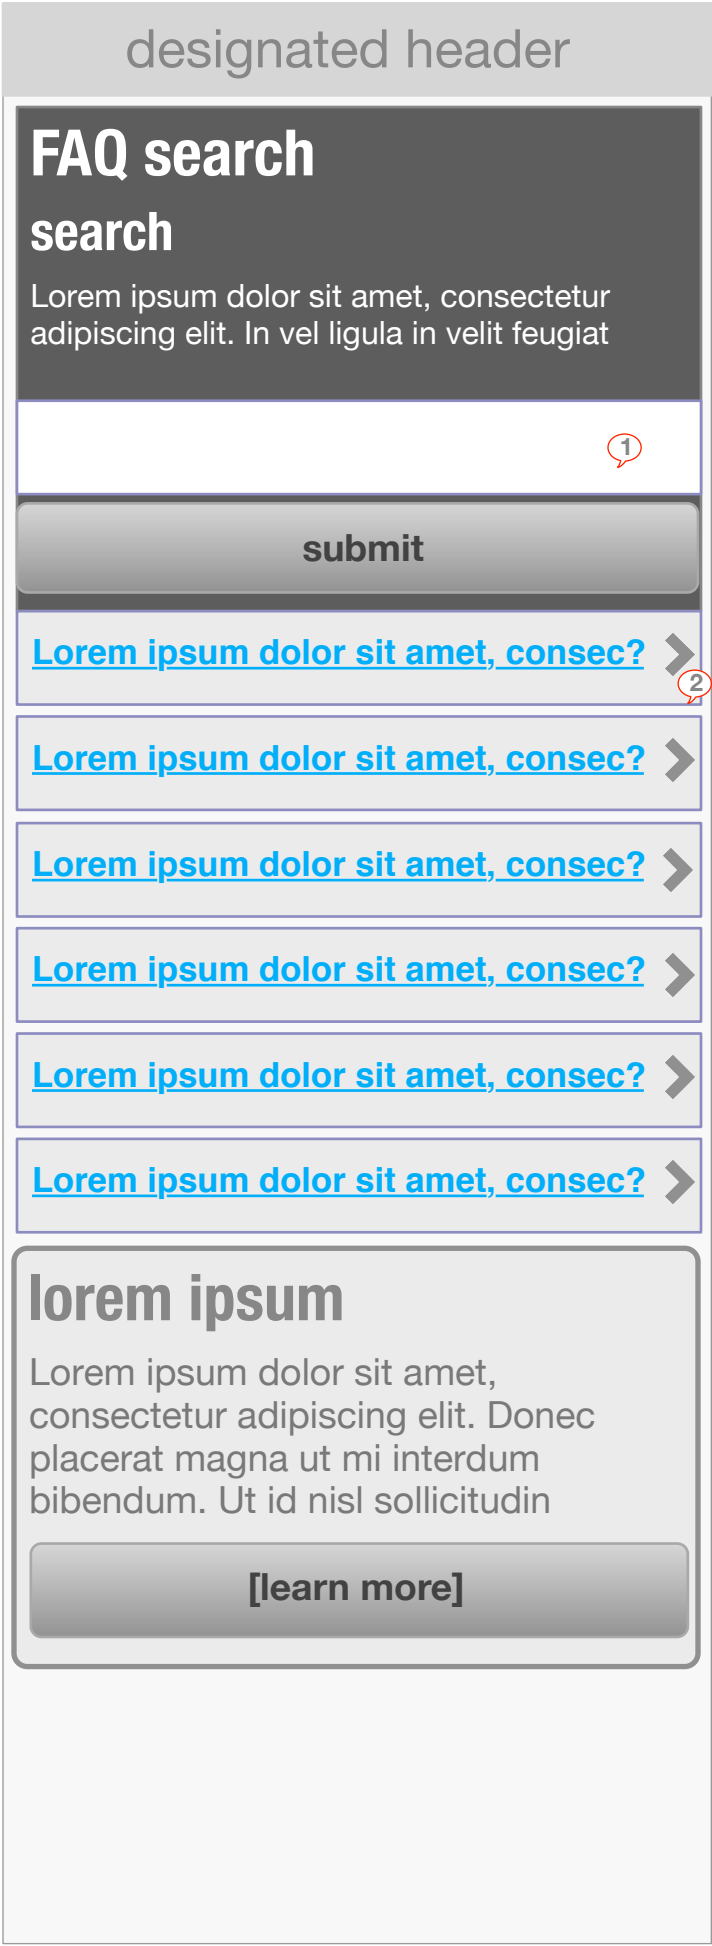 designated header
FAQ search
search
Lorem ipsum dolor sit amet, consectetur
adipiscing elit. In vel ligula in velit feugiat
1
submit
Lorem ipsum dolor sit amet, consec?
2
Lorem ipsum dolor sit amet, consec?
Lorem ipsum dolor sit amet, consec?
Lorem ipsum dolor sit amet, consec?
Lorem ipsum dolor sit amet, consec?
Lorem ipsum dolor sit amet, consec?
lorem ipsum
Lorem ipsum dolor sit amet,
consectetur adipiscing elit. Donec
placerat magna ut mi interdum
bibendum. Ut id nisl sollicitudin
[learn more]